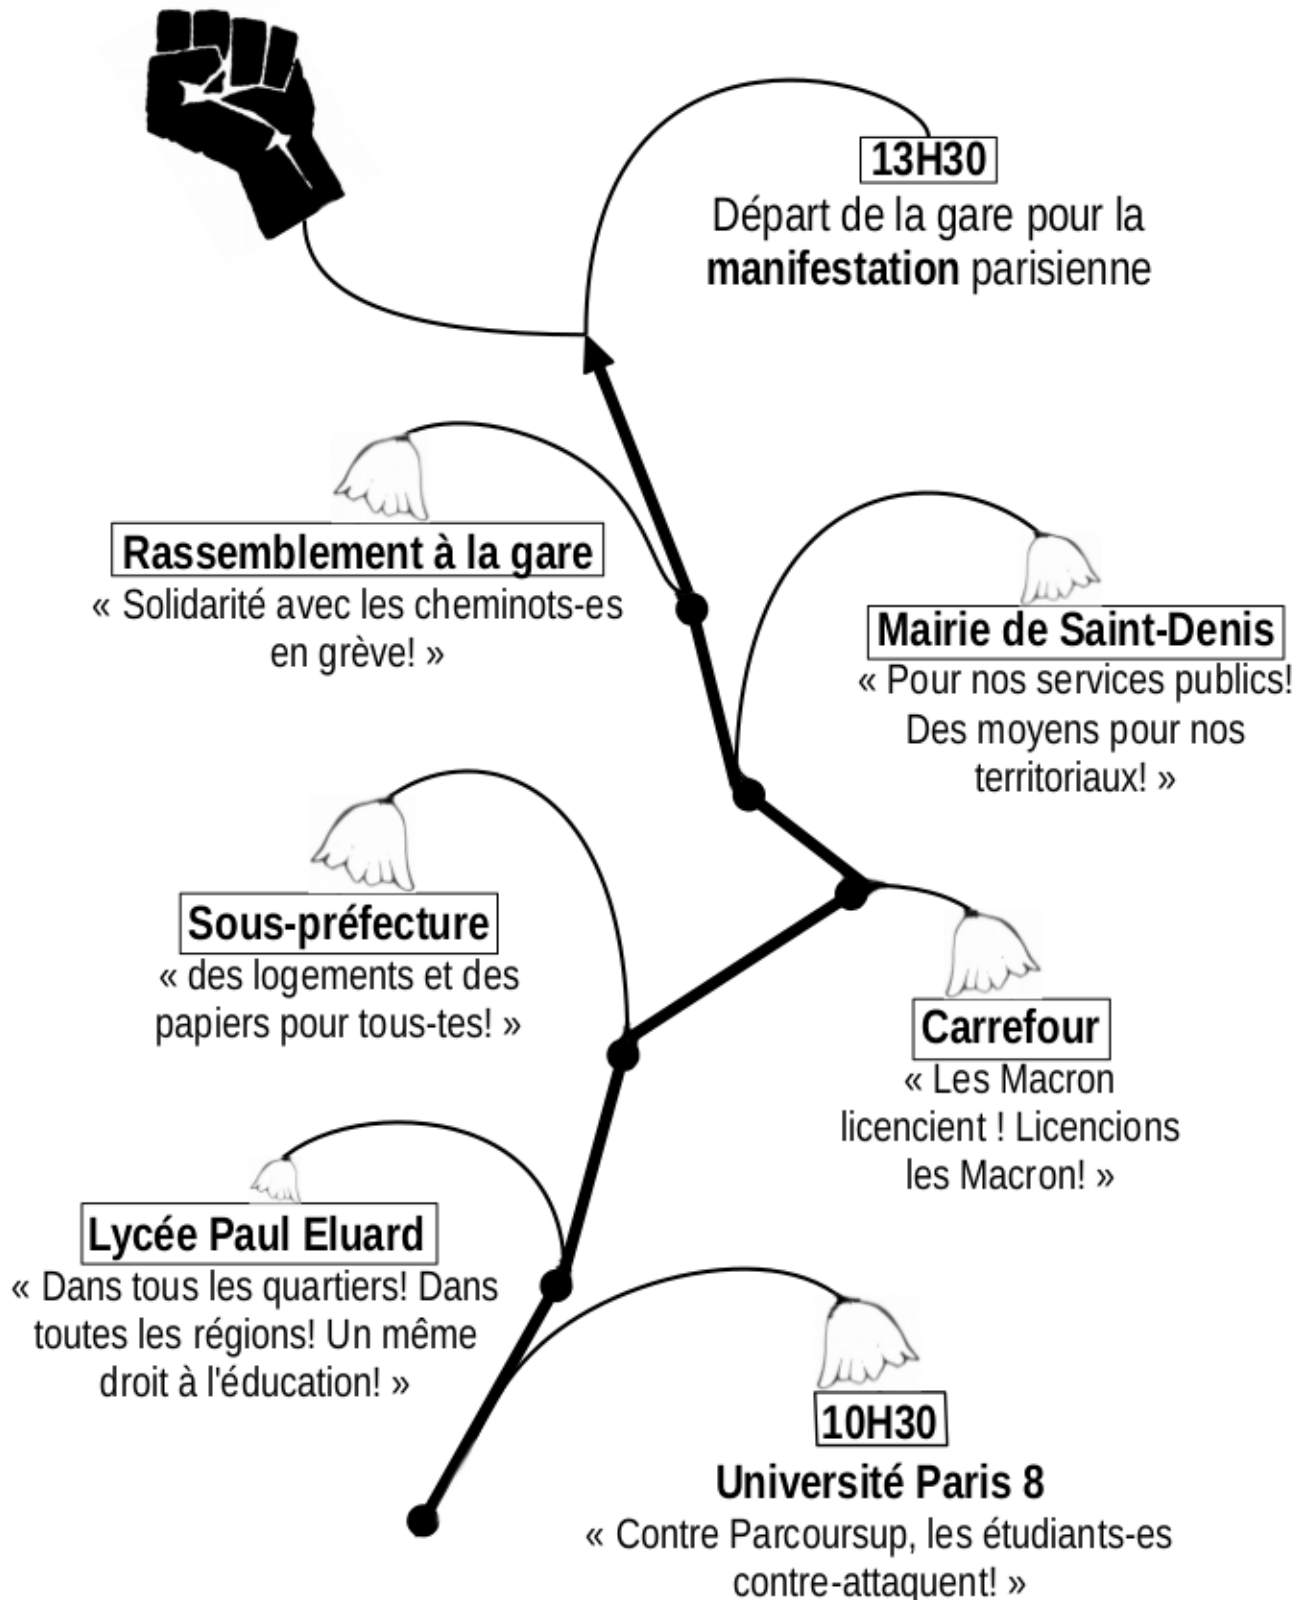 13H30
Départ de la gare pour la
manifestation parisienne
Rassemblement à la gare
« Solidarité avec les cheminots-es
en grève! »
Mairie de Saint-Denis
« Pour nos services publics!
Des moyens pour nos
territoriaux! »
Sous-préfecture
« des logements et des
papiers pour tous-tes! »
Carrefour
« Les Macron
licencient ! Licencions
les Macron! »
Lycée Paul Eluard
« Dans tous les quartiers! Dans
toutes les régions! Un même
droit à l'éducation! »
10H30
Université Paris 8
« Contre Parcoursup, les étudiants-es
contre-attaquent! »